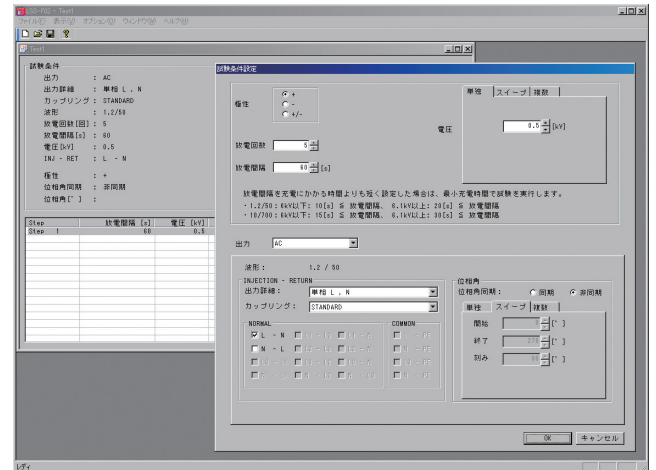 LSS-F02 - Test1
ファイル(F) 表示(V) オプション(O) ウィンドウ(W) ヘルプ(H)
Test1
試験条件
出力 : AC
出力詳細 : 単相 L , N
カップリング : STANDARD
波形 : 1.2/50
放電回数[回] : 5
放電間隔[s] : 60
電圧[kV] : 0.5
INJ - RET : L - N
極性 : +
位相角同期 : 非同期
位相角[°] :
Step 放電間隔 [s] 電圧 [kV]
Step 1 60 0.5
試験条件設定
極性
+
-
+/-
放電回数 5
放電間隔 60 [s]
電圧
単独 スイープ 複数
0.5 [kV]
放電間隔を充電にかかる時間よりも短く設定した場合は、最小充電時間で試験を実行します。
・1.2/50：6kV以下：10[s] ≦ 放電間隔、 6.1kV以上：20[s] ≦ 放電間隔
・10/700：6kV以下：15[s] ≦ 放電間隔、 6.1kV以上：30[s] ≦ 放電間隔
出力 AC
波形： 1.2 / 50
INJECTION - RETURN
出力詳細： 単相 L , N
カップリング： STANDARD
NORMAL
L - N
N - L
COMMON
位相角
位相角同期： 同期 非同期
単独 スイープ 複数
開始 [° ]
終了 [° ]
刻み [° ]
OK キャンセル
レディ